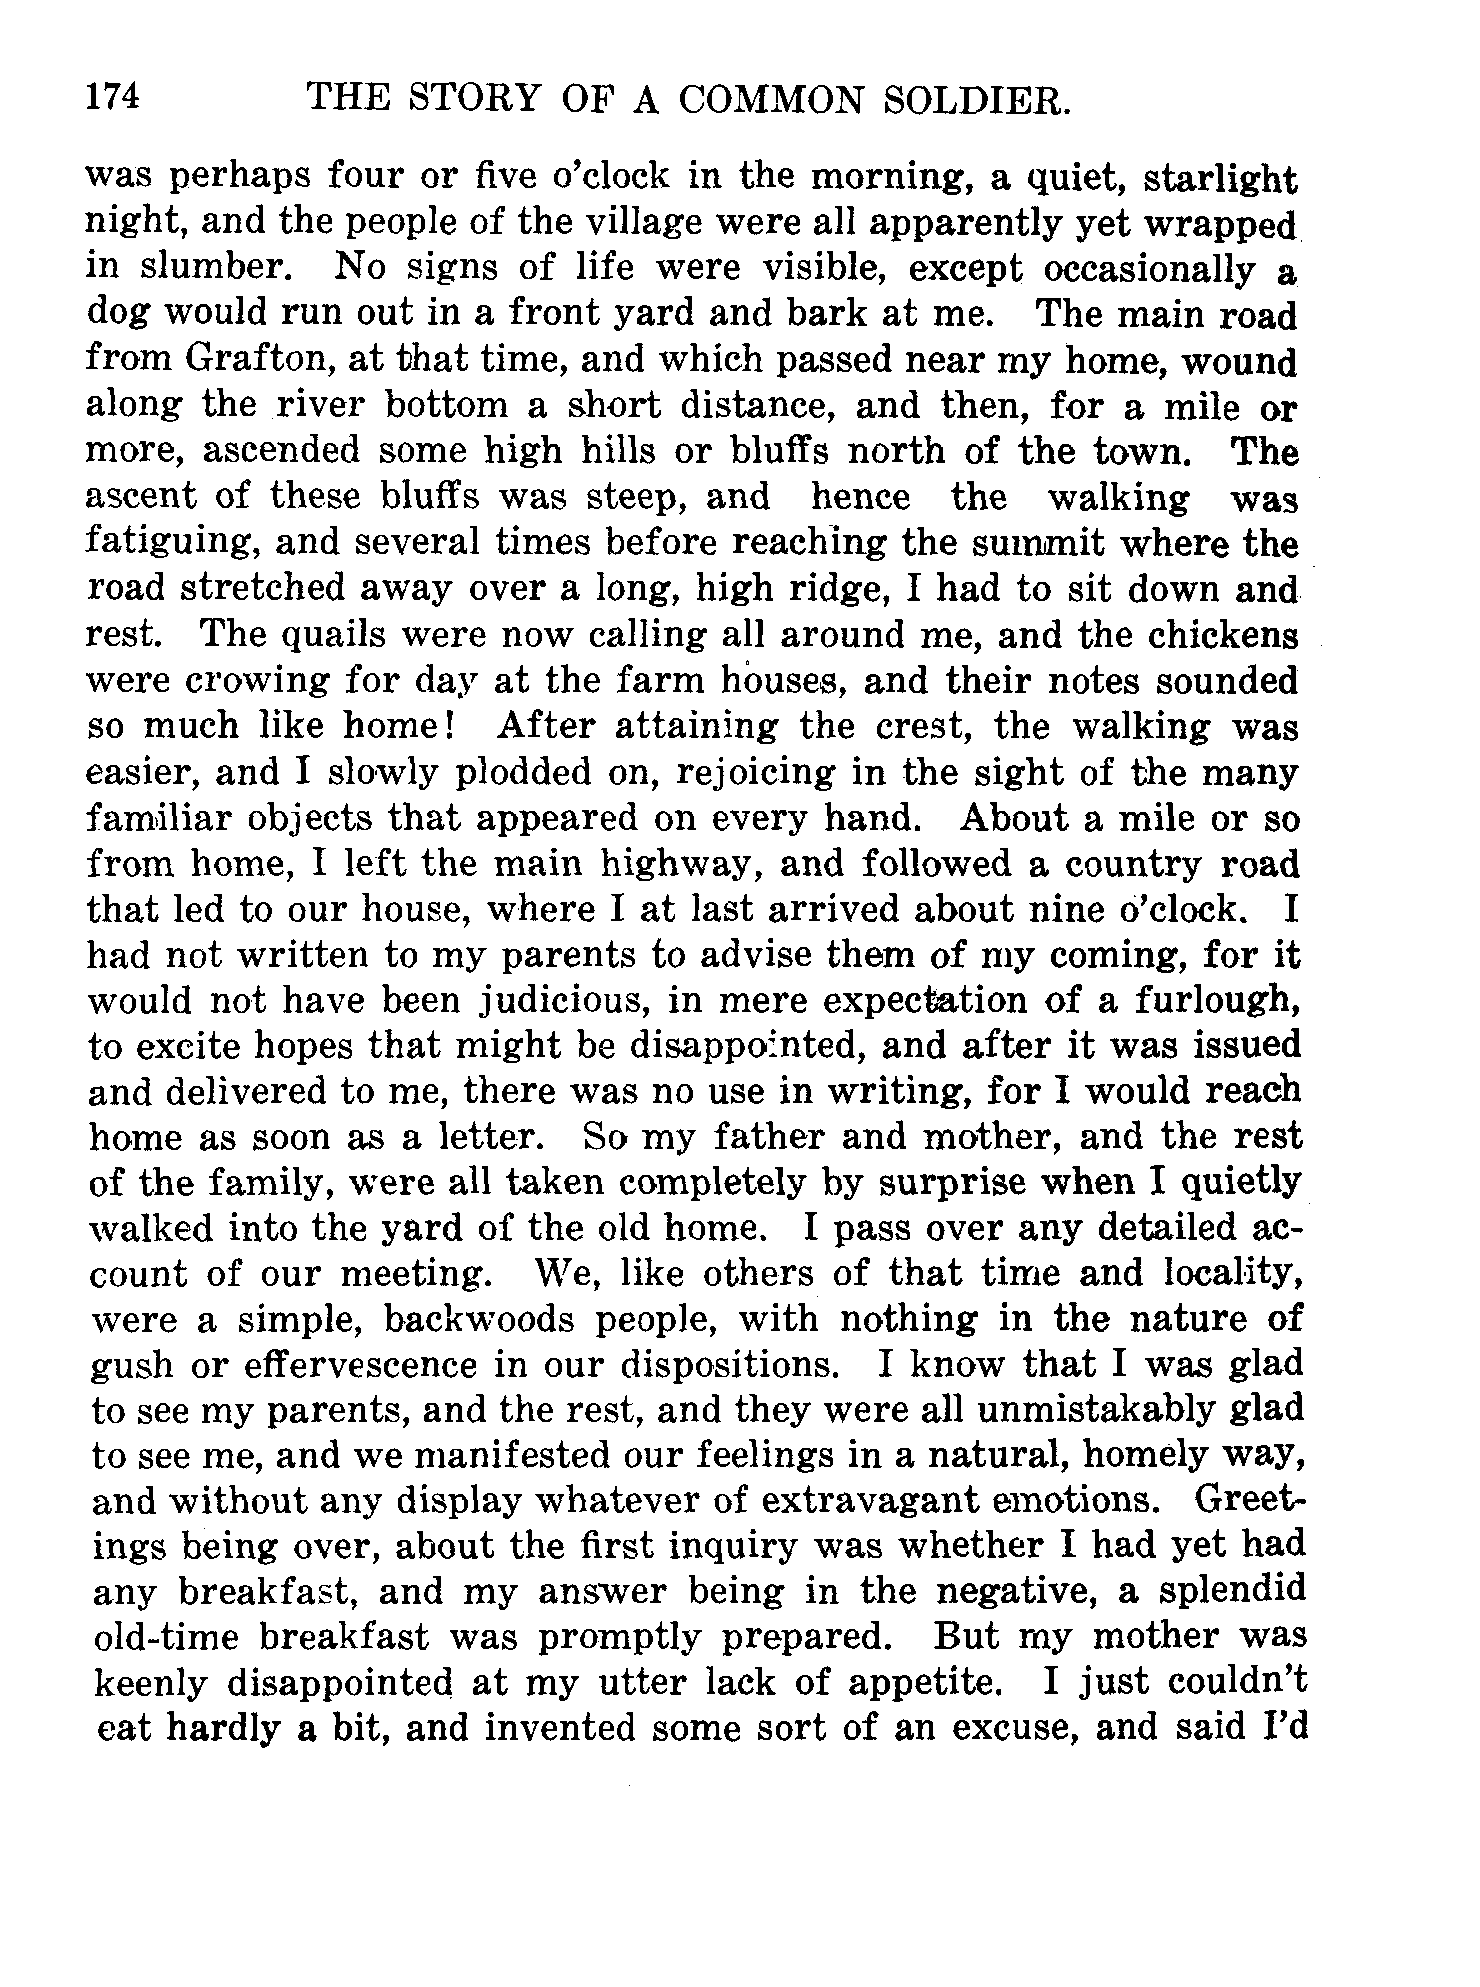 174 THE STORY OF A COMMON SOLDIER.
was perhaps four or five o'clock in the morning, a quiet, starlight
night, and the people of the village were all apparently yet wrapped
in slumber. No signs of life were visible, except occasionally a
dog would run out in a front yard and bark at me. The main road
from Grafton, at that time, and which passed near my home, wound
along the river bottom a short distance, and then, for a mile or
more, ascended some high hills or bluffs north of the town. The
ascent of these bluffs was steep, and hence the walking was
fatiguing, and several times before reaching the summit where the
road stretched away over a long, high ridge, I had to sit down and
rest. The quails were now calling all around me, and the chickens
were crowing for day at the farm houses, and their notes sounded
so much like home! After attaining the crest, the walking was
easier, and I slowly plodded on, rejoicing in the sight of the many
familiar objects that appeared on every hand. About a mile or so
from home, I left the main highway, and followed a country road
that led to our house, where I at last arrived about nine o'clock. I
had not written to my parents to advise them of my coming, for it
would not have been judicious, in mere expectation of a furlough,
to excite hopes that might be disappointed, and after it was issued
and delivered to me, there was no use in writing, for I would reach
home as soon as a letter. So my father and mother, and the rest
of the family, were all taken completely by surprise when I quietly
walked into the yard of the old home. I pass over any detailed ac-
count of our meeting. We, like others of that time and locality,
were a simple, backwoods people, with nothing in the nature of
gush or effervescence in our dispositions. I know that I was glad
to see my parents, and the rest, and they were all unmistakably glad
to see me, and we manifested our feelings in a natural, homely way,
and without any display whatever of extravagant emotions. Greet-
ings being over, about the first inquiry was whether I had yet had
any breakfast, and my answer being in the negative, a splendid
old-time breakfast was promptly prepared. But my mother was
keenly disappointed at my utter lack of appetite. I just couldn't
eat hardly a bit, and invented some sort of an excuse, and said I'd